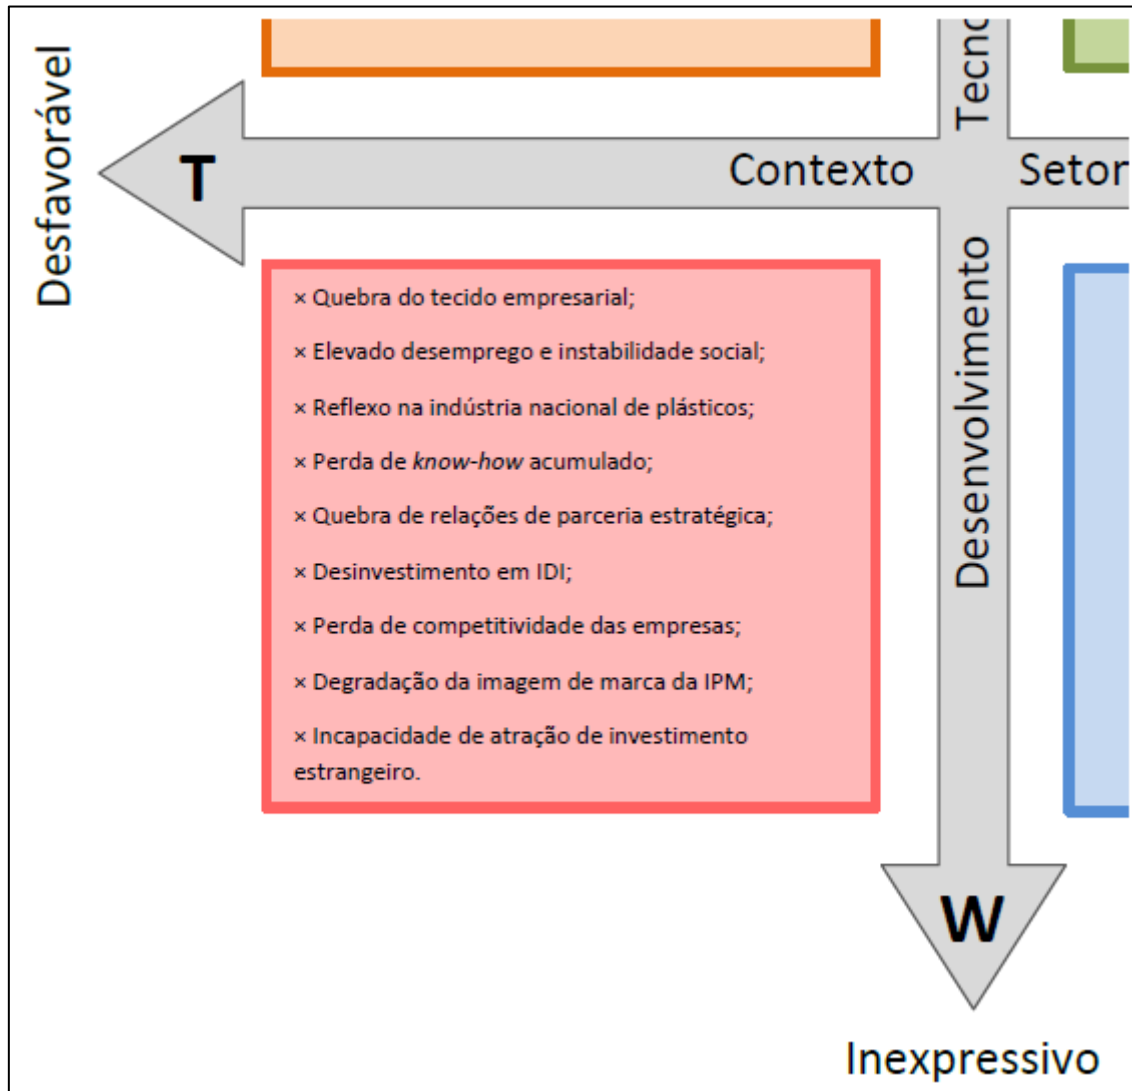 Desfavorável
T
Contexto
Setor
Tecno
Desenvolvimento
× Quebra do tecido empresarial;
× Elevado desemprego e instabilidade social;
× Reflexo na indústria nacional de plásticos;
× Perda de know-how acumulado;
× Quebra de relações de parceria estratégica;
× Desinvestimento em IDI;
× Perda de competitividade das empresas;
× Degradação da imagem de marca da IPM;
× Incapacidade de atração de investimento
estrangeiro.
W
Inexpressivo